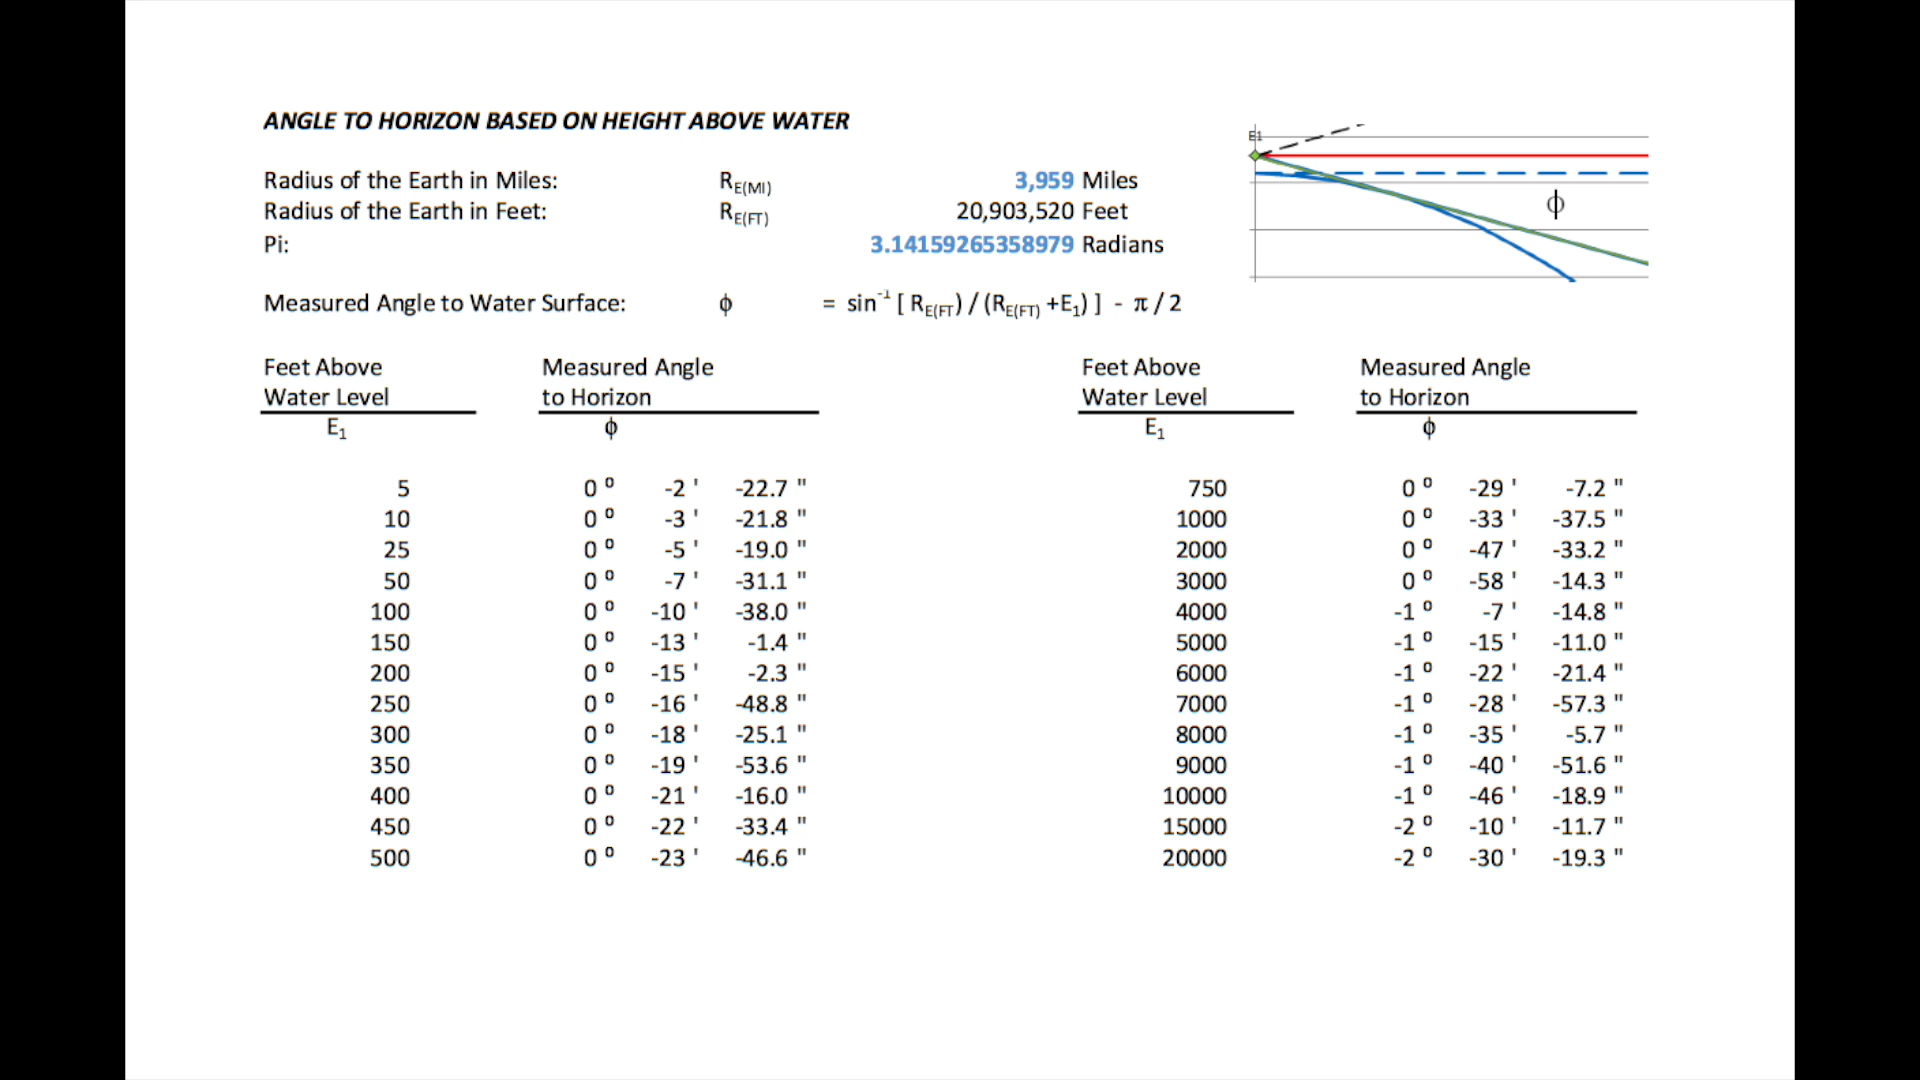 ANGLE TO HORIZON BASED ON HEIGHT ABOVE WATER
E1
Radius of the Earth in Miles: RE(MI) 3,959 Miles
Radius of the Earth in Feet: RE(FT) 20,903,520 Feet
ϕ
Pi: 3.14159265358979 Radians
Measured Angle to Water Surface: ϕ = sin⁻¹ [ RE(FT) / (RE(FT) +E₁) ] - π / 2
Feet Above Measured Angle Feet Above Measured Angle
Water Level to Horizon Water Level to Horizon
E₁ ϕ E₁ ϕ
5 0 º -2 ' -22.7 " 750 0 º -29 ' -7.2 "
10 0 º -3 ' -21.8 " 1000 0 º -33 ' -37.5 "
25 0 º -5 ' -19.0 " 2000 0 º -47 ' -33.2 "
50 0 º -7 ' -31.1 " 3000 0 º -58 ' -14.3 "
100 0 º -10 ' -38.0 " 4000 -1 º -7 ' -14.8 "
150 0 º -13 ' -1.4 " 5000 -1 º -15 ' -11.0 "
200 0 º -15 ' -2.3 " 6000 -1 º -22 ' -21.4 "
250 0 º -16 ' -48.8 " 7000 -1 º -28 ' -57.3 "
300 0 º -18 ' -25.1 " 8000 -1 º -35 ' -5.7 "
350 0 º -19 ' -53.6 " 9000 -1 º -40 ' -51.6 "
400 0 º -21 ' -16.0 " 10000 -1 º -46 ' -18.9 "
450 0 º -22 ' -33.4 " 15000 -2 º -10 ' -11.7 "
500 0 º -23 ' -46.6 " 20000 -2 º -30 ' -19.3 "